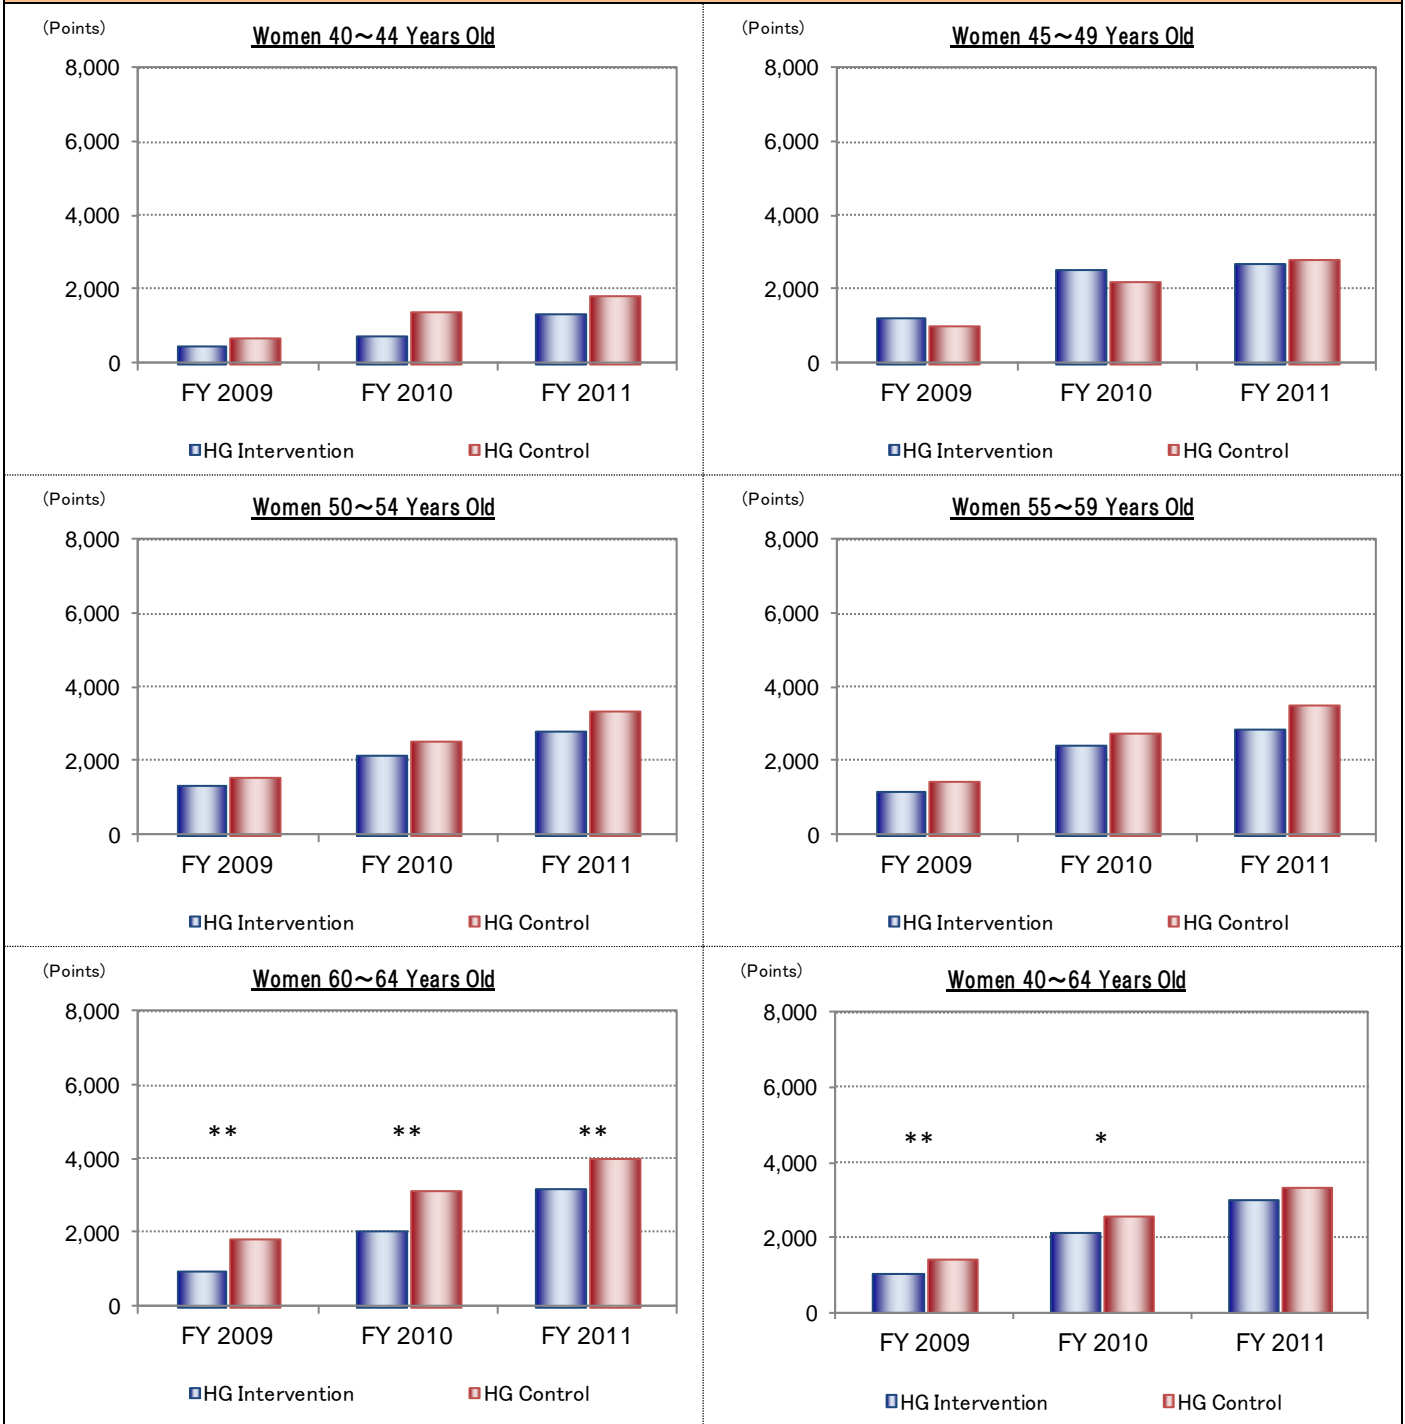 (Points)
Women 40～44 Years Old
8,000
6,000
4,000
2,000
0
FY 2009 FY 2010 FY 2011
HG Intervention HG Control
(Points)
Women 45～49 Years Old
8,000
6,000
4,000
2,000
0
FY 2009 FY 2010 FY 2011
HG Intervention HG Control
(Points)
Women 50～54 Years Old
8,000
6,000
4,000
2,000
0
FY 2009 FY 2010 FY 2011
HG Intervention HG Control
(Points)
Women 55～59 Years Old
8,000
6,000
4,000
2,000
0
FY 2009 FY 2010 FY 2011
HG Intervention HG Control
(Points)
Women 60～64 Years Old
8,000
6,000
** ** **
4,000
2,000
0
FY 2009 FY 2010 FY 2011
HG Intervention HG Control
(Points)
Women 40～64 Years Old
8,000
6,000
** *
4,000
2,000
0
FY 2009 FY 2010 FY 2011
HG Intervention HG Control